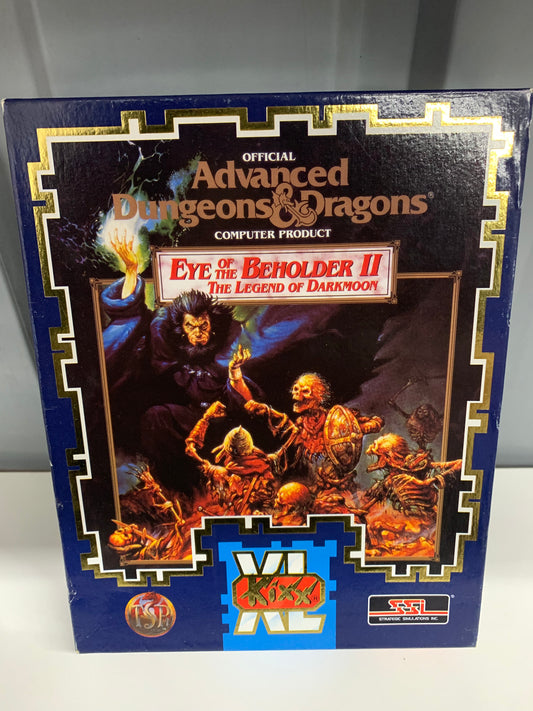 OFFICIAL
Advanced
Dungeons & Dragons®
COMPUTER PRODUCT
EYE OF THE BEHOLDER II
THE LEGEND OF DARKMOON
XL
Kixx
TSR
SSI
STRATEGIC SIMULATIONS INC.